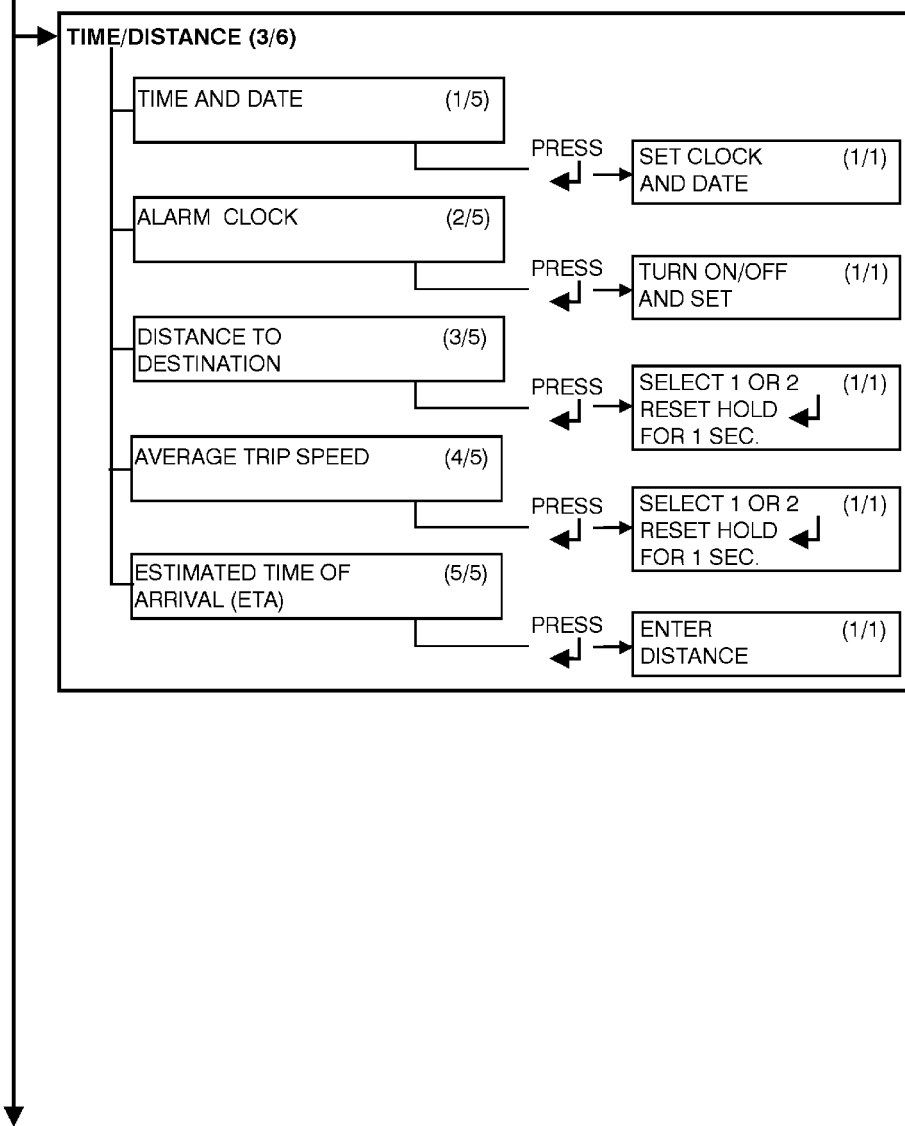 TIME/DISTANCE (3/6)
TIME AND DATE (1/5)
PRESS
SET CLOCK (1/1)
AND DATE
ALARM CLOCK (2/5)
PRESS
TURN ON/OFF (1/1)
AND SET
DISTANCE TO (3/5)
DESTINATION
PRESS
SELECT 1 OR 2 (1/1)
RESET HOLD
FOR 1 SEC.
AVERAGE TRIP SPEED (4/5)
PRESS
SELECT 1 OR 2 (1/1)
RESET HOLD
FOR 1 SEC.
ESTIMATED TIME OF (5/5)
ARRIVAL (ETA)
PRESS
ENTER (1/1)
DISTANCE